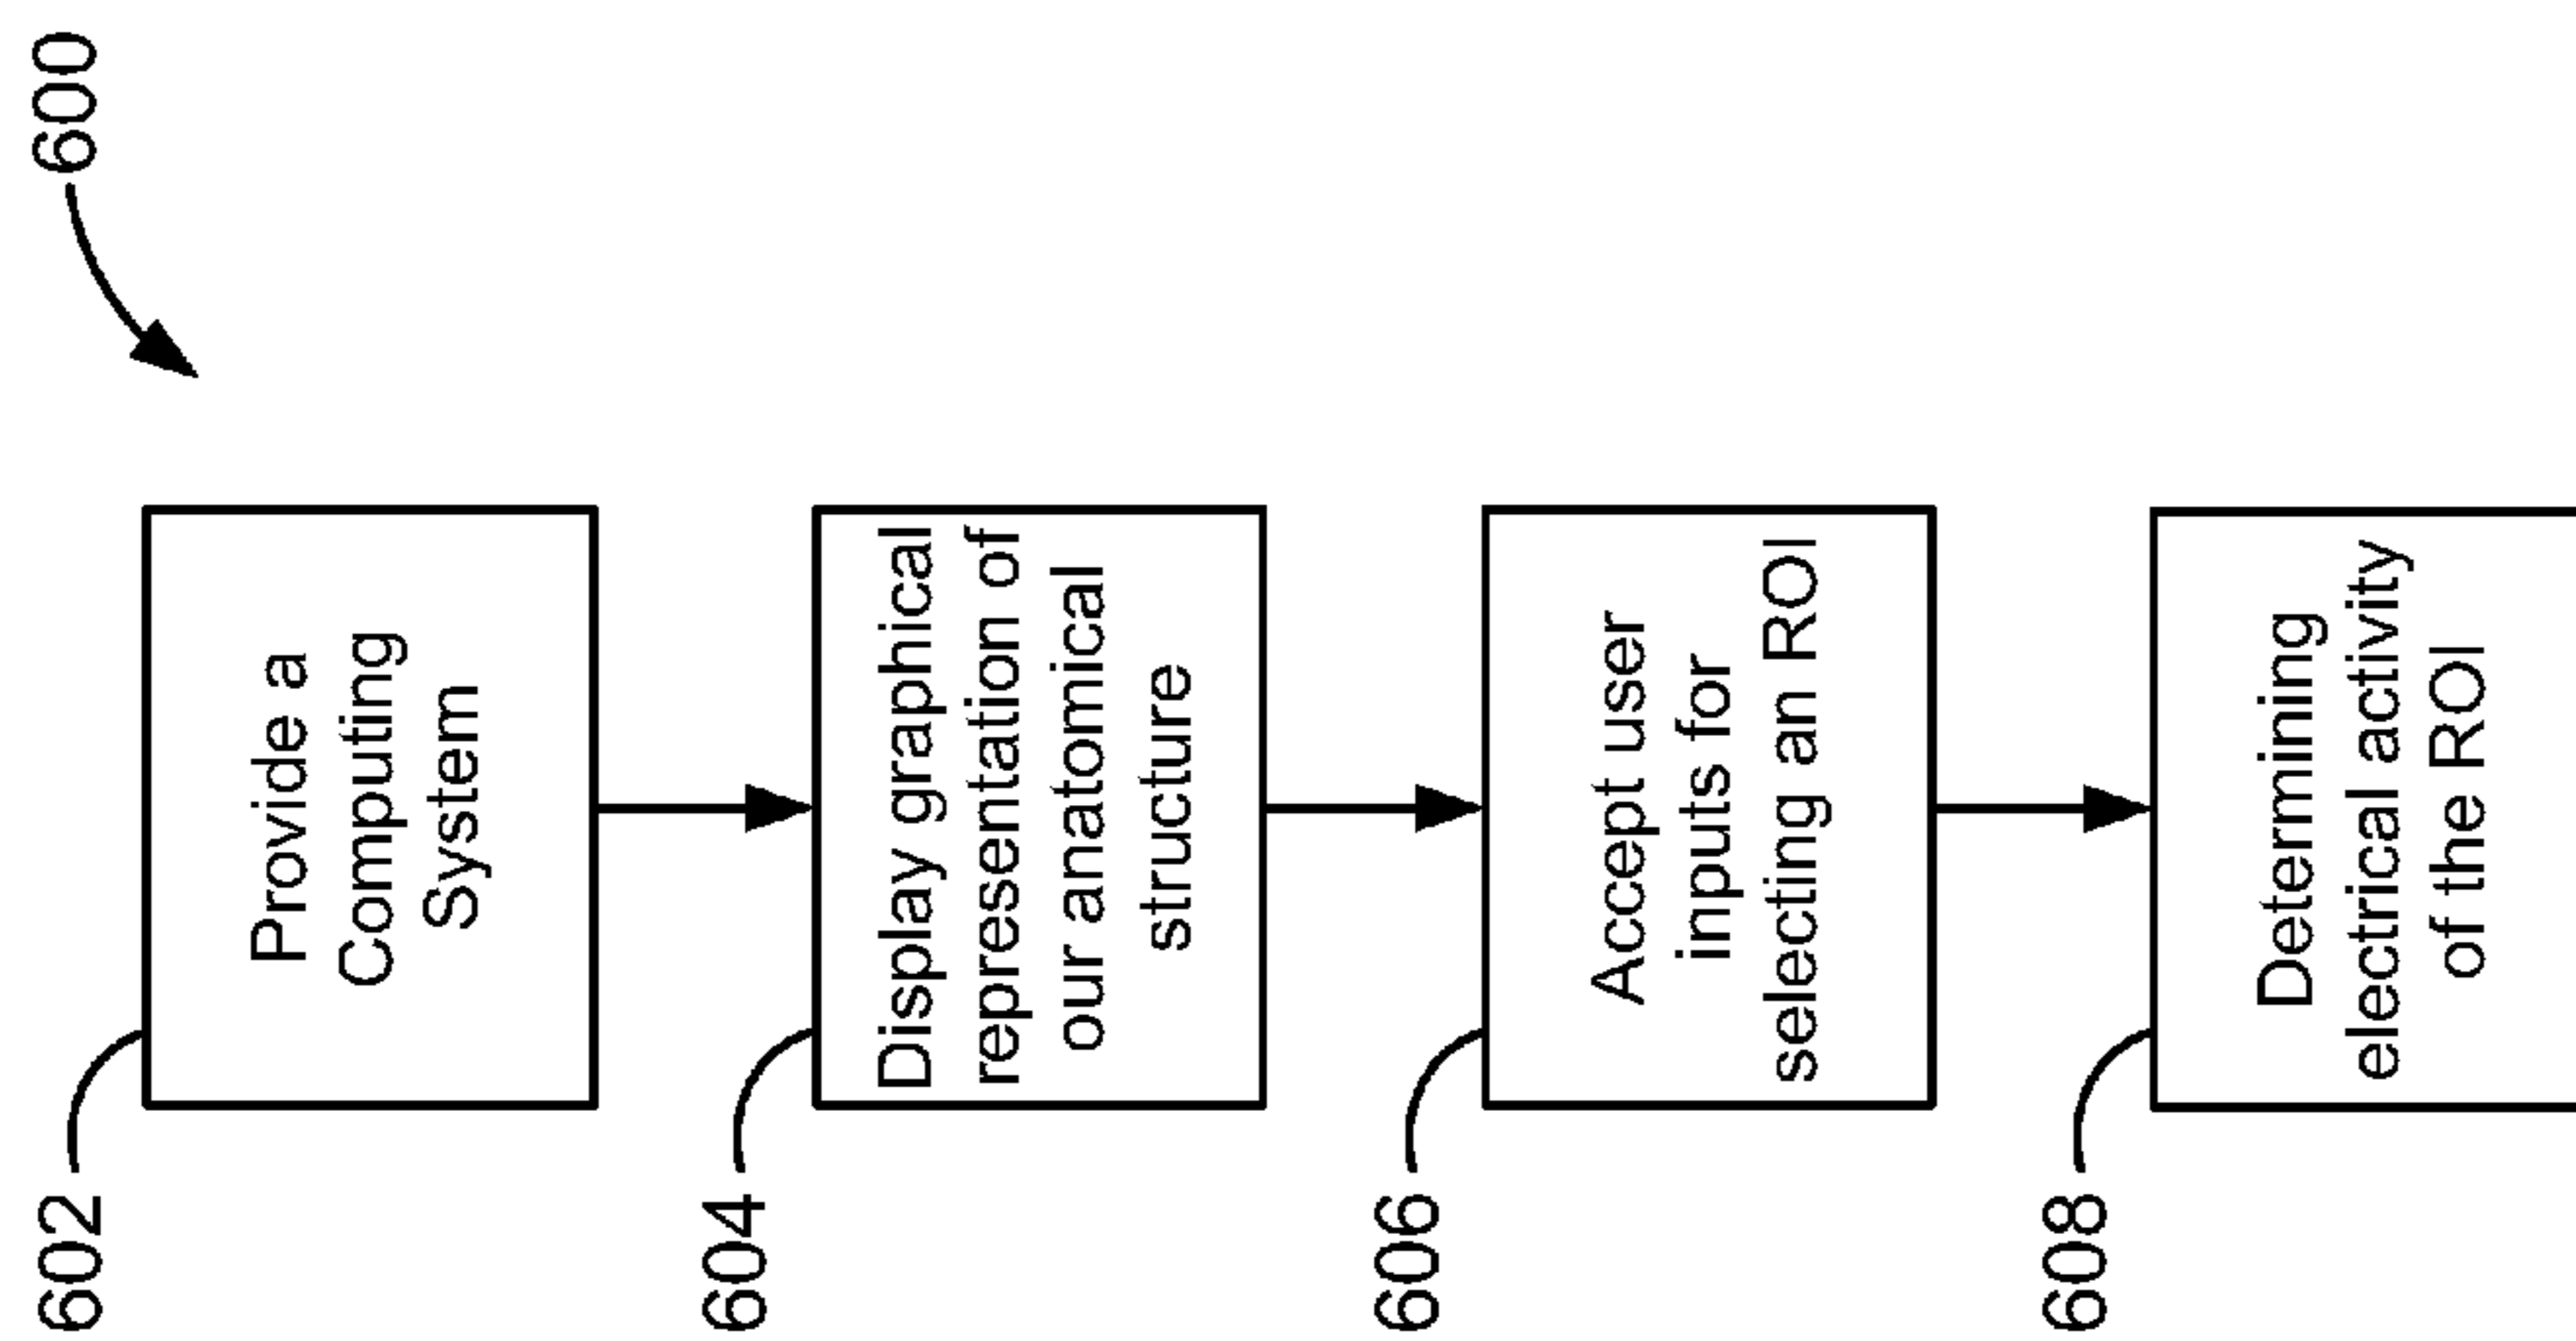 600
602
Provide a
Computing
System
604
Display graphical
representation of
our anatomical
structure
606
Accept user
inputs for
selecting an ROI
608
Determining
electrical activity
of the ROI